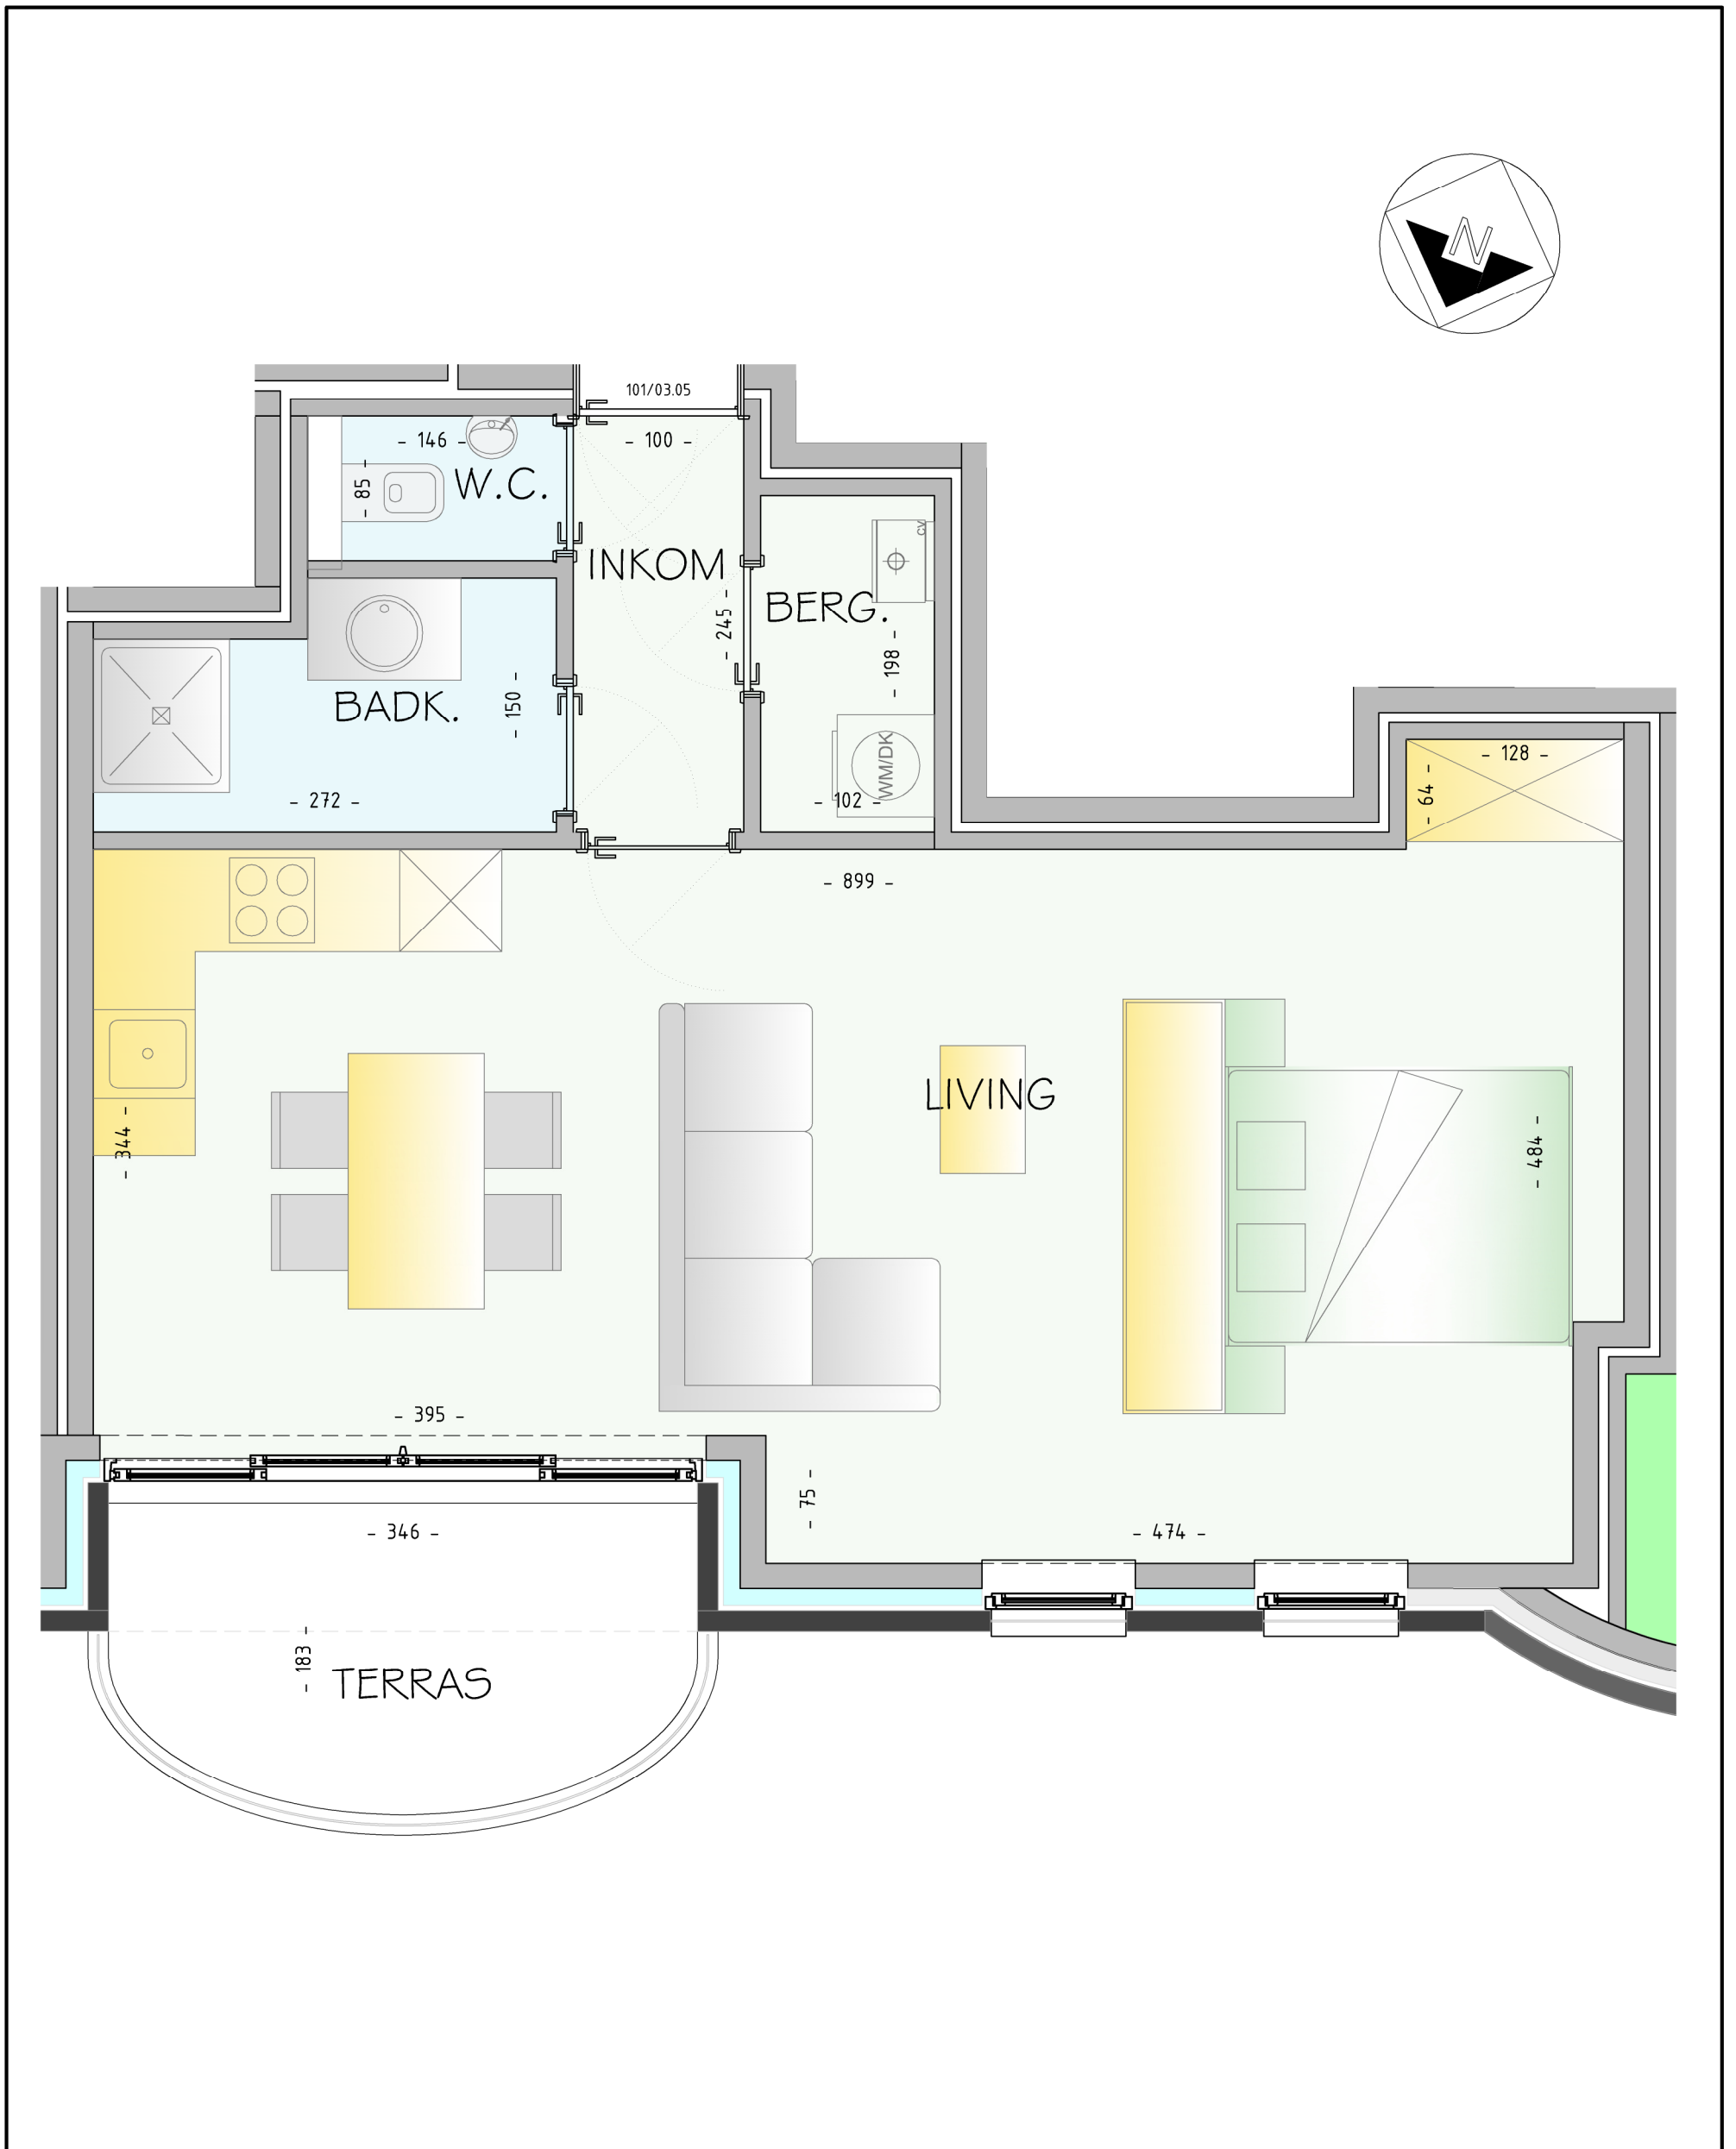 N
101/03.05
- 146 -
- 100 -
- 85 -
W.C.
CV
INKOM
BERG.
- 245 -
- 198 -
BADK.
- 150 -
WM/DK
- 128 -
- 64 -
- 272 -
- 102 -
- 899 -
LIVING
- 344 -
- 484 -
- 395 -
- 75 -
- 346 -
- 474 -
- 183 -
TERRAS